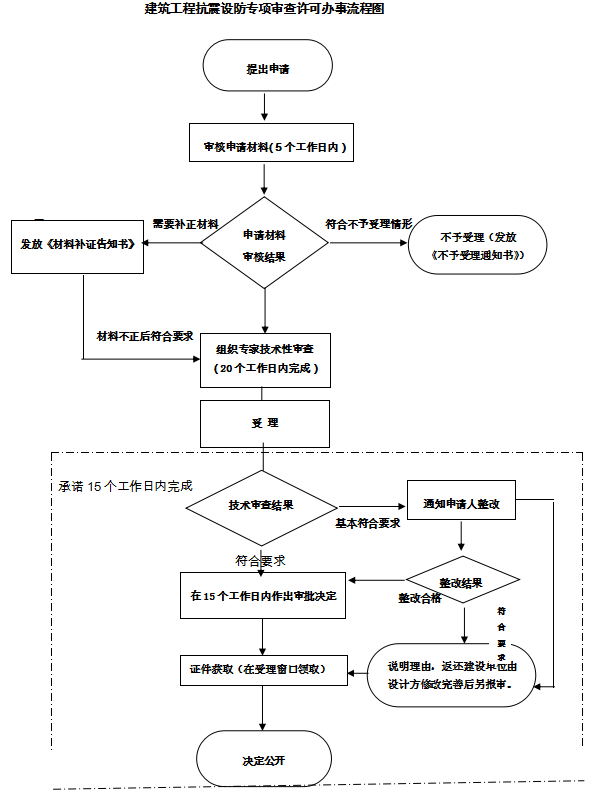 建筑工程抗震设防专项审查许可办事流程图
提出申请
审核申请材料(5个工作日内)
需要补正材料
符合不予受理情形
发放《材料补证告知书》
申请材料
审核结果
不予受理（发放
《不予受理通知书》）
材料不正后符合要求
组织专家技术性审查
（20个工作日内完成）
受 理
承诺15个工作日内完成
技术审查结果
通知申请人整改
基本符合要求
符合要求
整改结果
在15个工作日内作出审批决定
整改合格
符
合
要
求
证件获取（在受理窗口领取）
说明理由，返还建设单位由
设计方修改完善后另报审。
决定公开